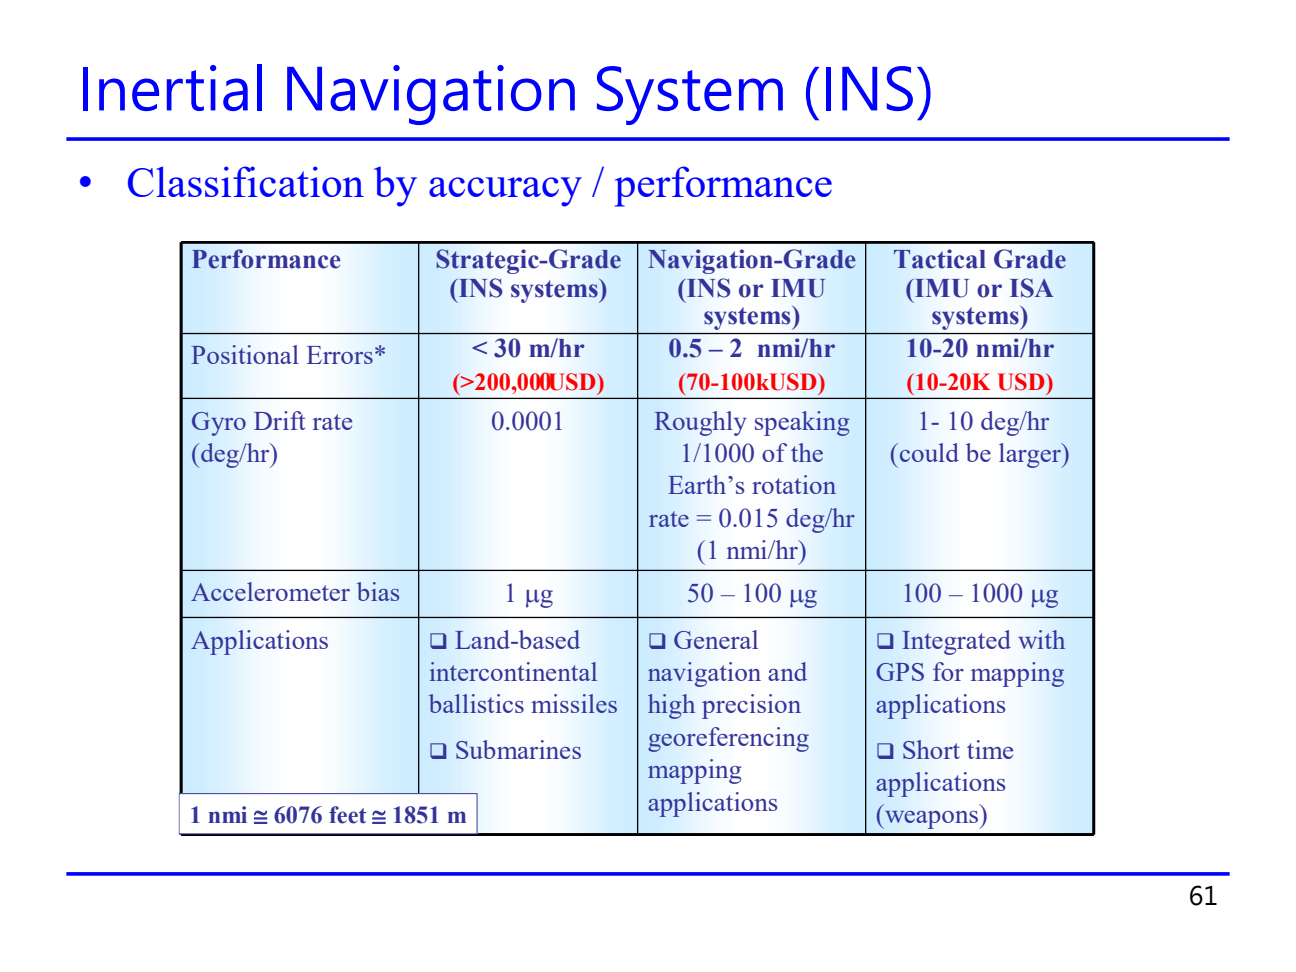 Inertial Navigation System (INS)
• Classification by accuracy / performance
Performance
Strategic-Grade
(INS systems)
Navigation-Grade
(INS or IMU
systems)
Tactical Grade
(IMU or ISA
systems)
Positional Errors*
< 30 m/hr
(>200,000USD)
0.5 – 2 nmi/hr
(70-100kUSD)
10-20 nmi/hr
(10-20K USD)
Gyro Drift rate
(deg/hr)
0.0001
Roughly speaking
1/1000 of the
Earth’s rotation
rate = 0.015 deg/hr
(1 nmi/hr)
1- 10 deg/hr
(could be larger)
Accelerometer bias
1 μg
50 – 100 μg
100 – 1000 μg
Applications
❑ Land-based
intercontinental
ballistics missiles
❑ Submarines
❑ General
navigation and
high precision
georeferencing
mapping
applications
❑ Integrated with
GPS for mapping
applications
❑ Short time
applications
(weapons)
1 nmi ≅ 6076 feet ≅ 1851 m
61